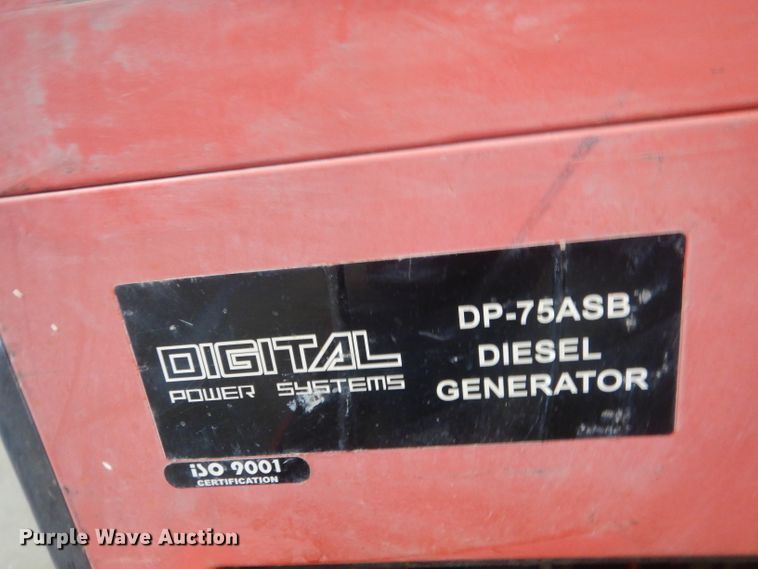 DIGITAL
POWER SYSTEMS
DP-75ASB
DIESEL
GENERATOR
ISO 9001
CERTIFICATION
Purple Wave Auction